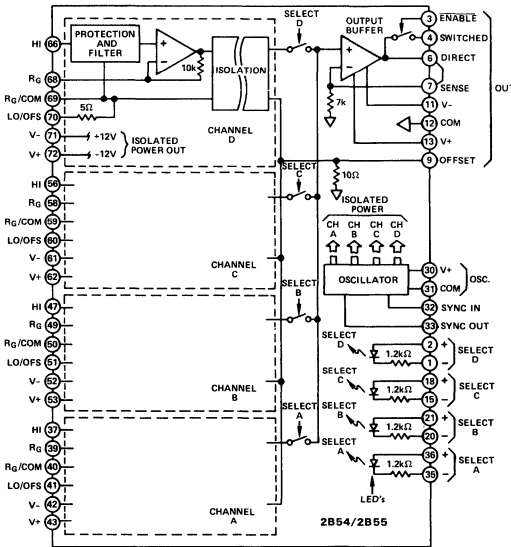 SELECT
D
OUTPUT
BUFFER
3 ENABLE
4 SWITCHED
6 DIRECT
7 SENSE
11 V-
12 COM
13 V+
9 OFFSET
OUT
HI 66
PROTECTION
AND
FILTER
+
-
10k
ISOLATION
+
-
7k
RG 68
RG/COM 69
LO/OFS 70
5Ω
V- 71 +12V
V+ 72 -12V
ISOLATED
POWER OUT
CHANNEL
D
10Ω
SELECT
C
HI 56
RG 58
RG/COM 59
LO/OFS 60
V- 61
V+ 62
CHANNEL
C
ISOLATED
POWER
CH
A
CH
B
CH
C
CH
D
OSCILLATOR
30 V+
31 COM
OSC.
32 SYNC IN
33 SYNC OUT
SELECT
B
HI 47
RG 49
RG/COM 50
LO/OFS 51
V- 52
V+ 53
CHANNEL
B
SELECT
D
1.2kΩ
2 +
1 -
SELECT
D
SELECT
C
1.2kΩ
18 +
15 -
SELECT
C
SELECT
B
1.2kΩ
21 +
20 -
SELECT
B
SELECT
A
1.2kΩ
36 +
35 -
SELECT
A
LED's
SELECT
A
HI 37
RG 39
RG/COM 40
LO/OFS 41
V- 42
V+ 43
CHANNEL
A
2B54/2B55